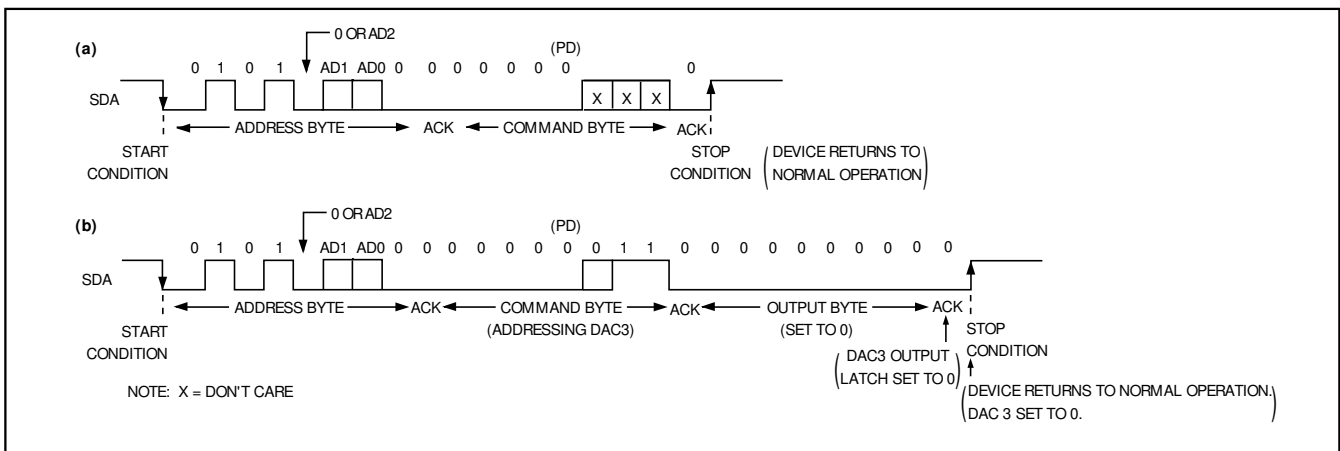 (a)
0 OR AD2
(PD)
0 1 0 1 AD1 AD0 0 0 0 0 0 0 0 0
SDA
X X X
ADDRESS BYTE ACK COMMAND BYTE ACK
START CONDITION
STOP CONDITION
(DEVICE RETURNS TO NORMAL OPERATION)
(b)
0 OR AD2
(PD)
0 1 0 1 AD1 AD0 0 0 0 0 0 0 0 0 1 1 0 0 0 0 0 0 0 0 0 0
SDA
ADDRESS BYTE ACK COMMAND BYTE ACK OUTPUT BYTE ACK
(ADDRESSING DAC3)
(SET TO 0)
START CONDITION
STOP CONDITION
(DAC3 OUTPUT LATCH SET TO 0)
NOTE: X = DON'T CARE
(DEVICE RETURNS TO NORMAL OPERATION. DAC 3 SET TO 0.)